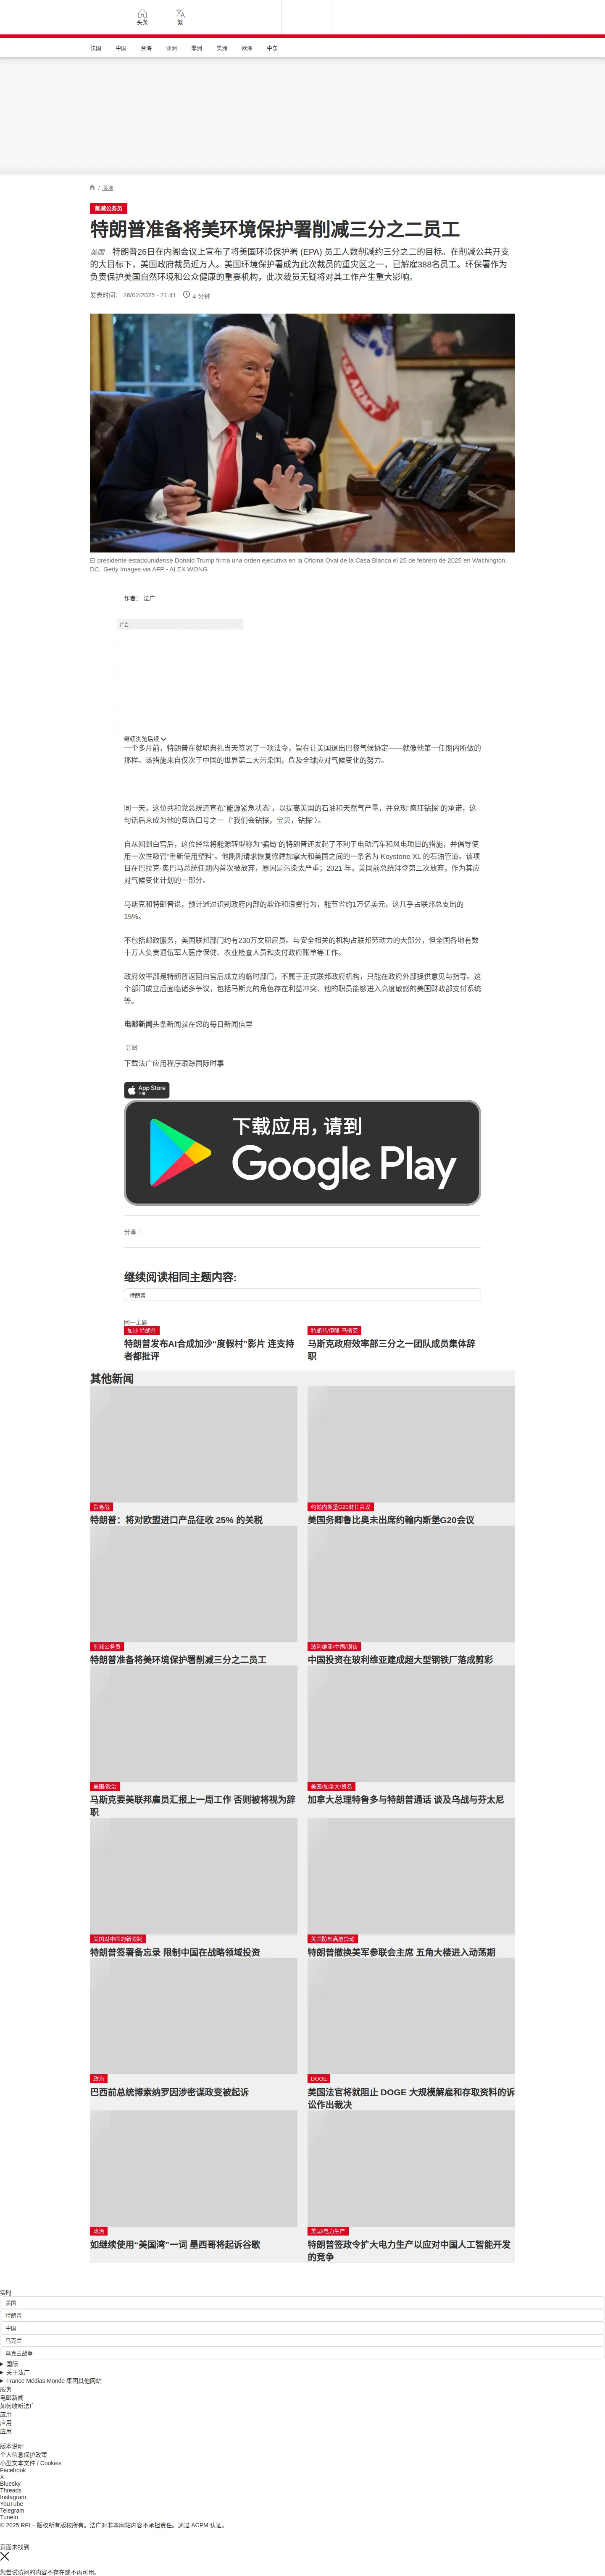 头条
繁
法国
中国
台海
亚洲
非洲
美洲
欧洲
中东
/ 美洲
削减公务员
特朗普准备将美环境保护署削减三分之二员工
美国 – 特朗普26日在内阁会议上宣布了将美国环境保护署 (EPA) 员工人数削减约三分之二的目标。在削减公共开支
的大目标下，美国政府裁员近万人。美国环境保护署成为此次裁员的重灾区之一，已解雇388名员工。环保署作为
负责保护美国自然环境和公众健康的重要机构，此次裁员无疑将对其工作产生重大影响。
发表时间： 26/02/2025 - 21:41
4 分钟
El presidente estadounidense Donald Trump firma una orden ejecutiva en la Oficina Oval de la Casa Blanca el 25 de febrero de 2025 en Washington,
DC. Getty Images via AFP - ALEX WONG
作者： 法广
广告
继续浏览后续
一个多月前，特朗普在就职典礼当天签署了一项法令，旨在让美国退出巴黎气候协定——就像他第一任期内所做的
那样。该措施来自仅次于中国的世界第二大污染国，危及全球应对气候变化的努力。
同一天，这位共和党总统还宣布“能源紧急状态”，以提高美国的石油和天然气产量，并兑现“疯狂钻探”的承诺，这
句话后来成为他的竞选口号之一（“我们会钻探，宝贝，钻探”）。
自从回到白宫后，这位经常将能源转型称为“骗局”的特朗普还发起了不利于电动汽车和风电项目的措施，并倡导使
用一次性吸管“重新使用塑料”。他刚刚请求恢复修建加拿大和美国之间的一条名为 Keystone XL 的石油管道。该项
目在巴拉克·奥巴马总统任期内首次被放弃，原因是污染太严重；2021 年，美国前总统拜登第二次放弃，作为其应
对气候变化计划的一部分。
马斯克和特朗普说，预计通过识别政府内部的欺诈和浪费行为，能节省约1万亿美元，这几乎占联邦总支出的
15%。
不包括邮政服务，美国联邦部门约有230万文职雇员。与安全相关的机构占联邦劳动力的大部分，但全国各地有数
十万人负责退伍军人医疗保健、农业检查人员和支付政府账单等工作。
政府效率部是特朗普返回白宫后成立的临时部门，不属于正式联邦政府机构，只能在政府外部提供意见与指导。这
个部门成立后面临诸多争议，包括马斯克的角色存在利益冲突、他的职员能够进入高度敏感的美国财政部支付系统
等。
电邮新闻头条新闻就在您的每日新闻信里
订阅
下载法广应用程序跟踪国际时事
App Store
下载
下载应用，请到
Google Play
分享 :
继续阅读相同主题内容:
特朗普
同一主题
加沙 特朗普
特朗普发布AI合成加沙“度假村”影片 连支持
者都批评
特朗普/伊隆·马斯克
马斯克政府效率部三分之一团队成员集体辞
职
其他新闻
贸易战
特朗普：将对欧盟进口产品征收 25% 的关税
约翰内斯堡G20财长会议
美国务卿鲁比奥未出席约翰内斯堡G20会议
削减公务员
特朗普准备将美环境保护署削减三分之二员工
玻利维亚/中国/钢铁
中国投资在玻利维亚建成超大型钢铁厂落成剪彩
美国/政治
马斯克要美联邦雇员汇报上一周工作 否则被将视为辞
职
美国/加拿大/贸易
加拿大总理特鲁多与特朗普通话 谈及乌战与芬太尼
美国对中国的新限制
特朗普签署备忘录 限制中国在战略领域投资
美国防部高层异动
特朗普撤换美军参联会主席 五角大楼进入动荡期
政治
巴西前总统博索纳罗因涉密谋政变被起诉
DOGE
美国法官将就阻止 DOGE 大规模解雇和存取资料的诉
讼作出裁决
政治
如继续使用“美国湾”一词 墨西哥将起诉谷歌
美国/电力生产
特朗普签政令扩大电力生产以应对中国人工智能开发
的竞争
实时
美国
特朗普
中国
乌克兰
乌克兰战争
国际
关于法广
France Médias Monde 集团其他网站
服务
电邮新闻
如何收听法广
应用
应用
应用
版本说明
个人信息保护政策
小型文本文件 / Cookies
Facebook
X
Bluesky
Threads
Instagram
YouTube
Telegram
TuneIn
© 2025 RFI – 版权所有版权所有。法广对非本网站内容不承担责任。通过 ACPM 认证。
页面未找到
您尝试访问的内容不存在或不再可用。